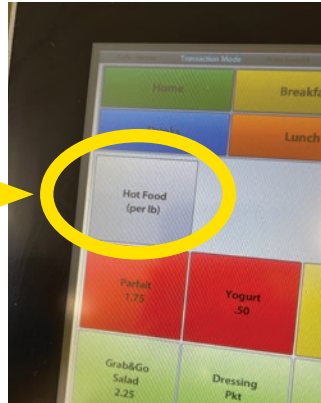 Transaction Mode
Home
Breakfa
Drinks
Lunch
Hot Food
(per lb)
Parfait
1.75
Yogurt
.50
Grab&Go
Salad
2.25
Dressing
Pkt